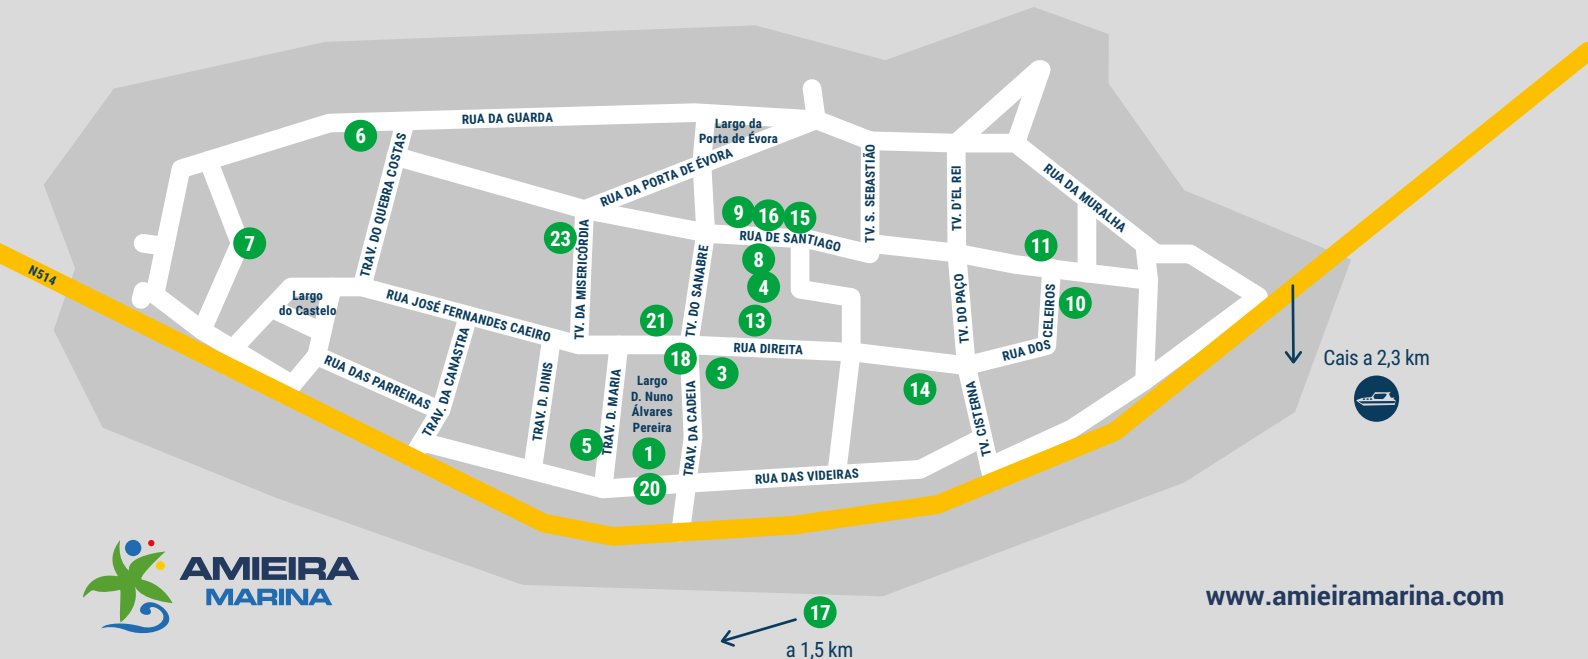 RUA DA GUARDA
Largo da
Porta de Évora
6
TRAV. DO QUEBRA COSTAS
RUA DA PORTA DE ÉVORA
TV. S. SEBASTIÃO
TV. D'EL REI
RUA DA MURALHA
9
16
15
7
23
TV. DA MISERICÓRDIA
RUA DE SANTIAGO
11
N514
8
4
TV. DO SANABRE
TV. DO PAÇO
CELEIROS
10
Largo
do Castelo
RUA JOSÉ FERNANDES CAEIRO
21
13
RUA DIREITA
RUA DOS
18
3
14
Cais a 2,3 km
RUA DAS PARREIRAS
TRAV. DA CANASTRA
TRAV. D. DINIS
TRAV. D. MARIA
Largo
D. Nuno
Álvares
Pereira
TRAV. DA CADEIA
TV. CISTERNA
5
1
20
RUA DAS VIDEIRAS
AMIEIRA
MARINA
17
a 1,5 km
www.amieiramarina.com